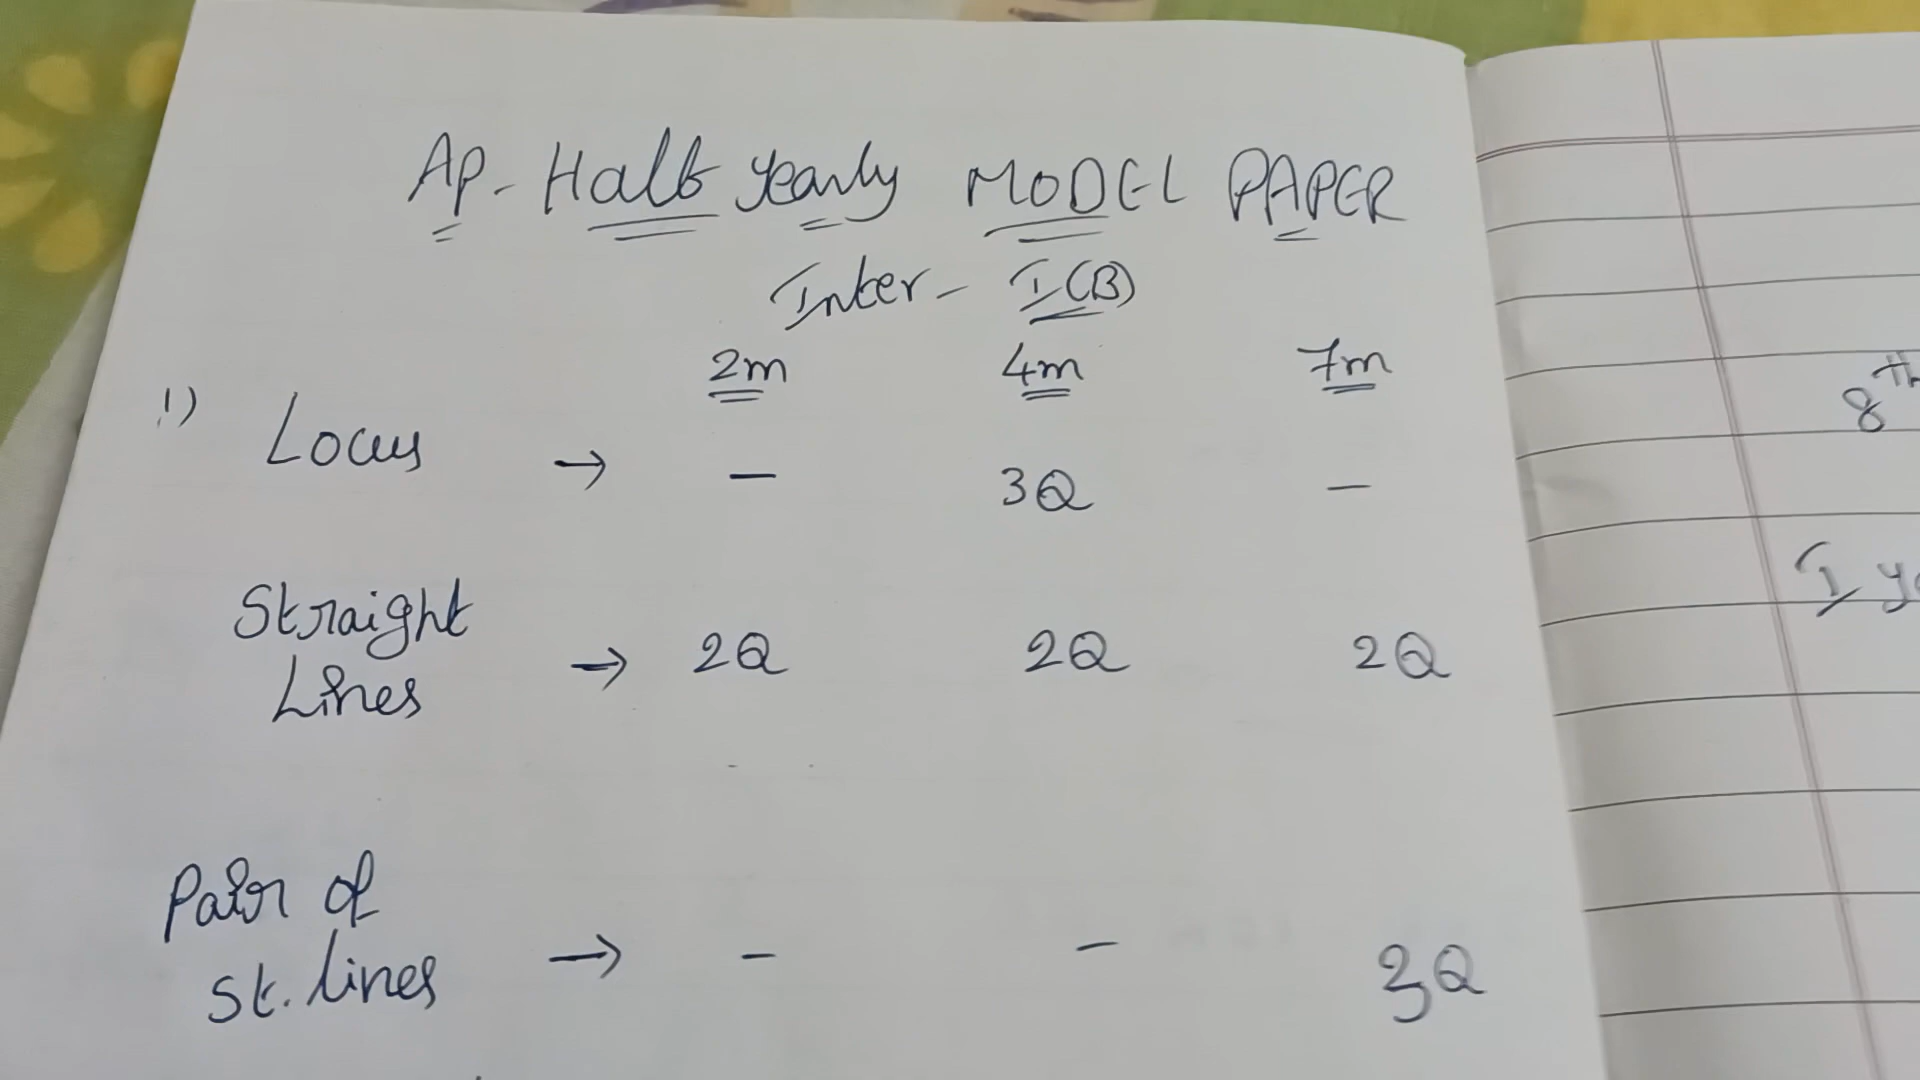 AP- Half yearly MODEL PAPER
Inter - I(B)
2m 4m 7m
1) Locus → - 3Q -
Straight
Lines → 2Q 2Q 2Q
Pair of
St. lines → - - 3Q
8th
I